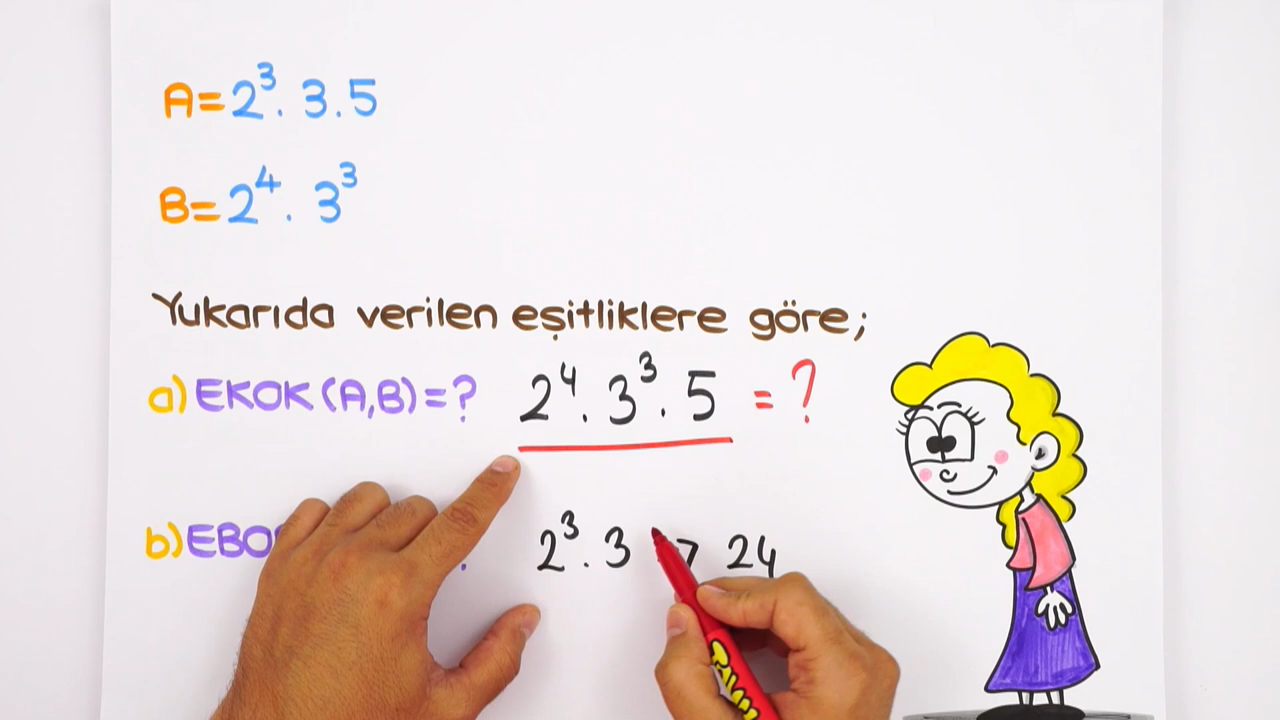 A=2³.3.5
B=2⁴.3³
Yukarıda verilen eşitliklere göre;
a) EKOK(A,B)=? 2⁴.3³.5 = ?
b) 2³.3 24